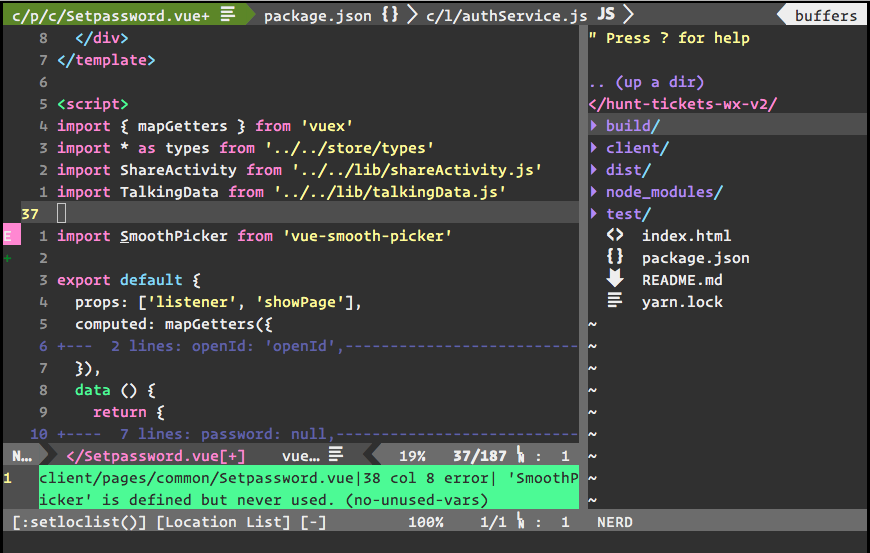 c/p/c/Setpassword.vue+ package.json {} c/l/authService.js JS buffers
8 </div>
7 </template>
6
5 <script>
4 import { mapGetters } from 'vuex'
3 import * as types from '../../store/types'
2 import ShareActivity from '../../lib/shareActivity.js'
1 import TalkingData from '../../lib/talkingData.js'
37
E 1 import SmoothPicker from 'vue-smooth-picker'
+ 2
3 export default {
4 props: ['listener', 'showPage'],
5 computed: mapGetters({
6 +--- 2 lines: openId: 'openId',--------------------------
7 }),
8 data () {
9 return {
10 +---- 7 lines: password: null,---------------------------
N… </Setpassword.vue[+] vue… 19% 37/187 : 1
1 client/pages/common/Setpassword.vue|38 col 8 error| 'SmoothP
icker' is defined but never used. (no-unused-vars)
[:setloclist()] [Location List] [-] 100% 1/1 : 1
" Press ? for help
.. (up a dir)
</hunt-tickets-wx-v2/
build/
client/
dist/
node_modules/
test/
<> index.html
{} package.json
README.md
yarn.lock
~
~
~
~
~
~
~
~
~
NERD